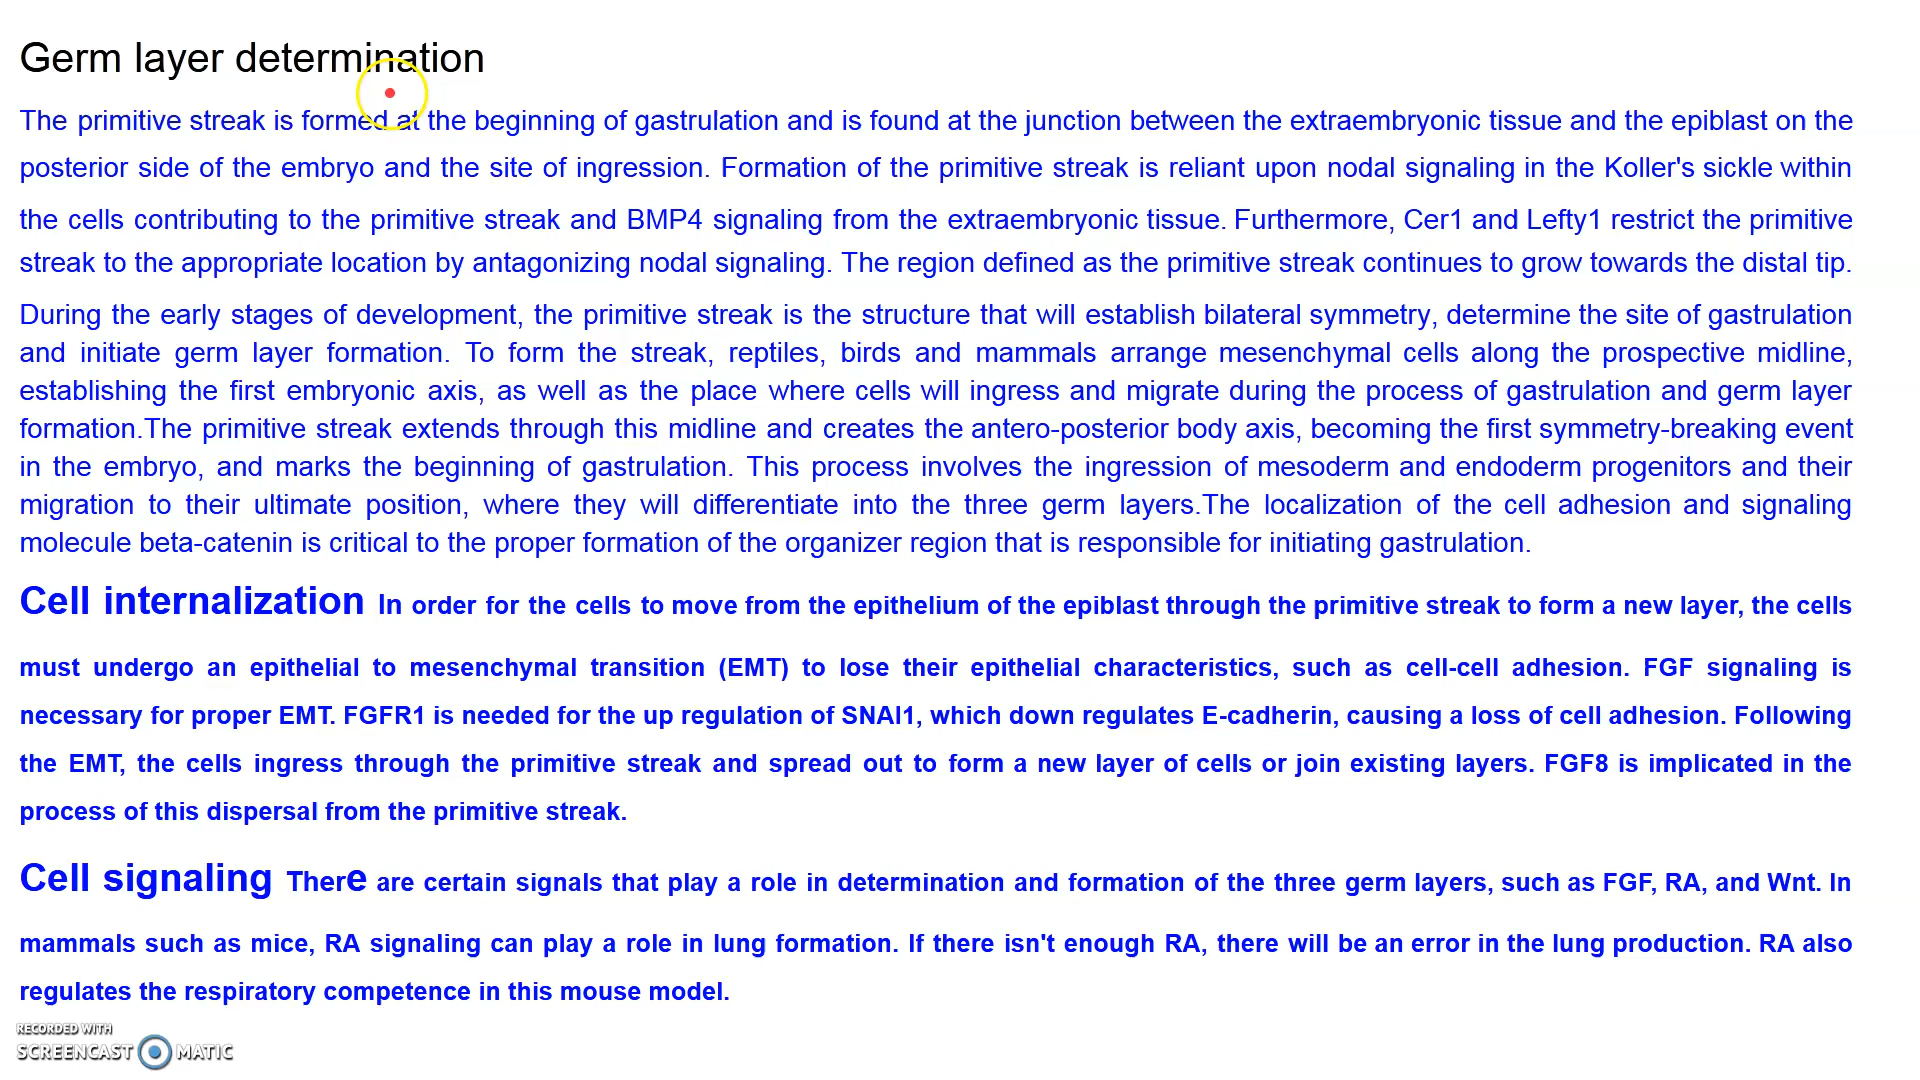 Germ layer determination
The primitive streak is formed at the beginning of gastrulation and is found at the junction between the extraembryonic tissue and the epiblast on the
posterior side of the embryo and the site of ingression. Formation of the primitive streak is reliant upon nodal signaling in the Koller's sickle within
the cells contributing to the primitive streak and BMP4 signaling from the extraembryonic tissue. Furthermore, Cer1 and Lefty1 restrict the primitive
streak to the appropriate location by antagonizing nodal signaling. The region defined as the primitive streak continues to grow towards the distal tip.
During the early stages of development, the primitive streak is the structure that will establish bilateral symmetry, determine the site of gastrulation
and initiate germ layer formation. To form the streak, reptiles, birds and mammals arrange mesenchymal cells along the prospective midline,
establishing the first embryonic axis, as well as the place where cells will ingress and migrate during the process of gastrulation and germ layer
formation.The primitive streak extends through this midline and creates the antero-posterior body axis, becoming the first symmetry-breaking event
in the embryo, and marks the beginning of gastrulation. This process involves the ingression of mesoderm and endoderm progenitors and their
migration to their ultimate position, where they will differentiate into the three germ layers.The localization of the cell adhesion and signaling
molecule beta-catenin is critical to the proper formation of the organizer region that is responsible for initiating gastrulation.
Cell internalization In order for the cells to move from the epithelium of the epiblast through the primitive streak to form a new layer, the cells
must undergo an epithelial to mesenchymal transition (EMT) to lose their epithelial characteristics, such as cell-cell adhesion. FGF signaling is
necessary for proper EMT. FGFR1 is needed for the up regulation of SNAI1, which down regulates E-cadherin, causing a loss of cell adhesion. Following
the EMT, the cells ingress through the primitive streak and spread out to form a new layer of cells or join existing layers. FGF8 is implicated in the
process of this dispersal from the primitive streak.
Cell signaling There are certain signals that play a role in determination and formation of the three germ layers, such as FGF, RA, and Wnt. In
mammals such as mice, RA signaling can play a role in lung formation. If there isn't enough RA, there will be an error in the lung production. RA also
regulates the respiratory competence in this mouse model.
RECORDED WITH
SCREENCAST MATIC